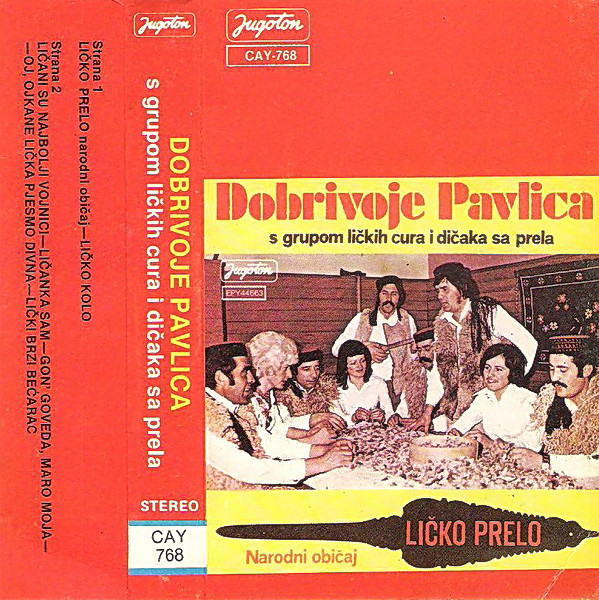 Strana 1
LIČKO PRELO narodni običaj—LIČKO KOLO
Strana 2
LIČANI SU NAJBOLJI VOJNICI—LIČANKA SAM—GON' GOVEDA, MARO MOJA—
—OJ, OJKANE LIČKA PJESMO DIVNA—LIČKI BRZI BEĆARAC
Jugoton
DOBRIVOJE PAVLICA
s grupom ličkih cura i dičaka sa prela
STEREO
CAY
768
Jugoton
CAY-768
Dobrivoje Pavlica
s grupom ličkih cura i dičaka sa prela
Jugoton
EPY44663
LIČKO PRELO
Narodni običaj